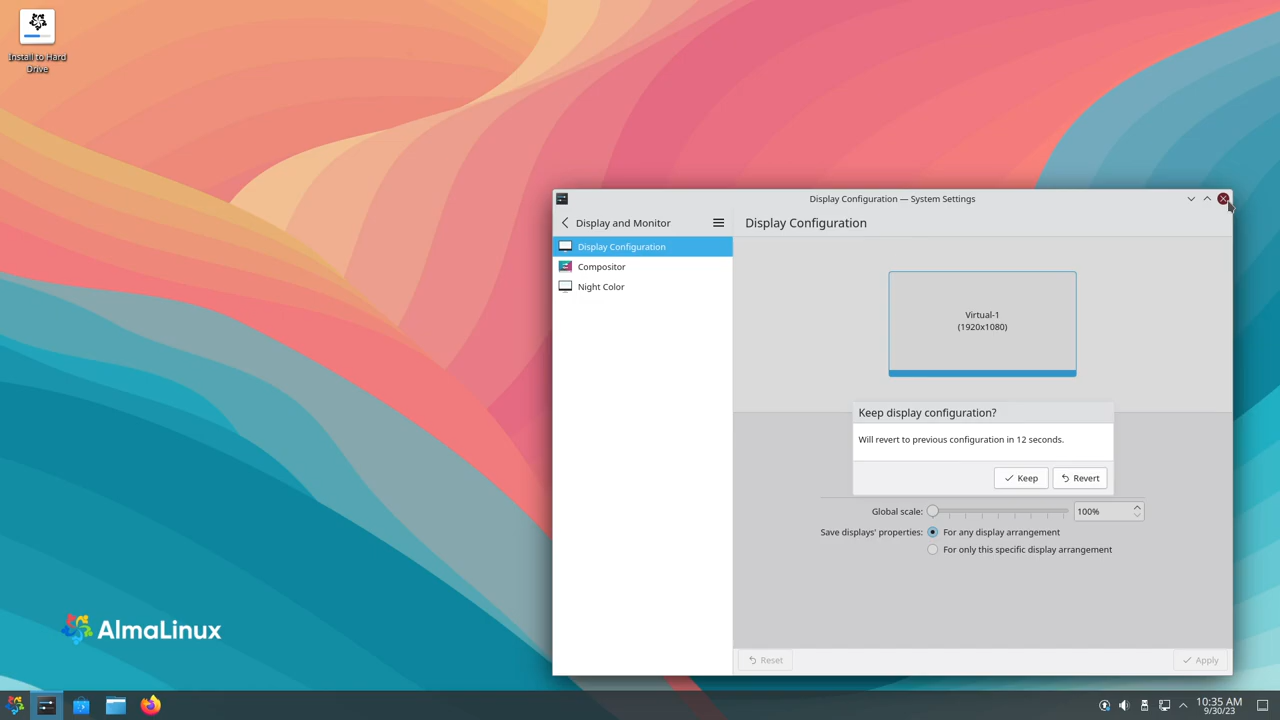 Install to Hard
Drive
Display Configuration — System Settings
Display and Monitor
Display Configuration
Display Configuration
Compositor
Night Color
Virtual-1
(1920x1080)
Keep display configuration?
Will revert to previous configuration in 12 seconds.
Keep
Revert
Global scale:
100%
Save displays' properties:
For any display arrangement
For only this specific display arrangement
Reset
Apply
AlmaLinux
10:35 AM
9/30/23